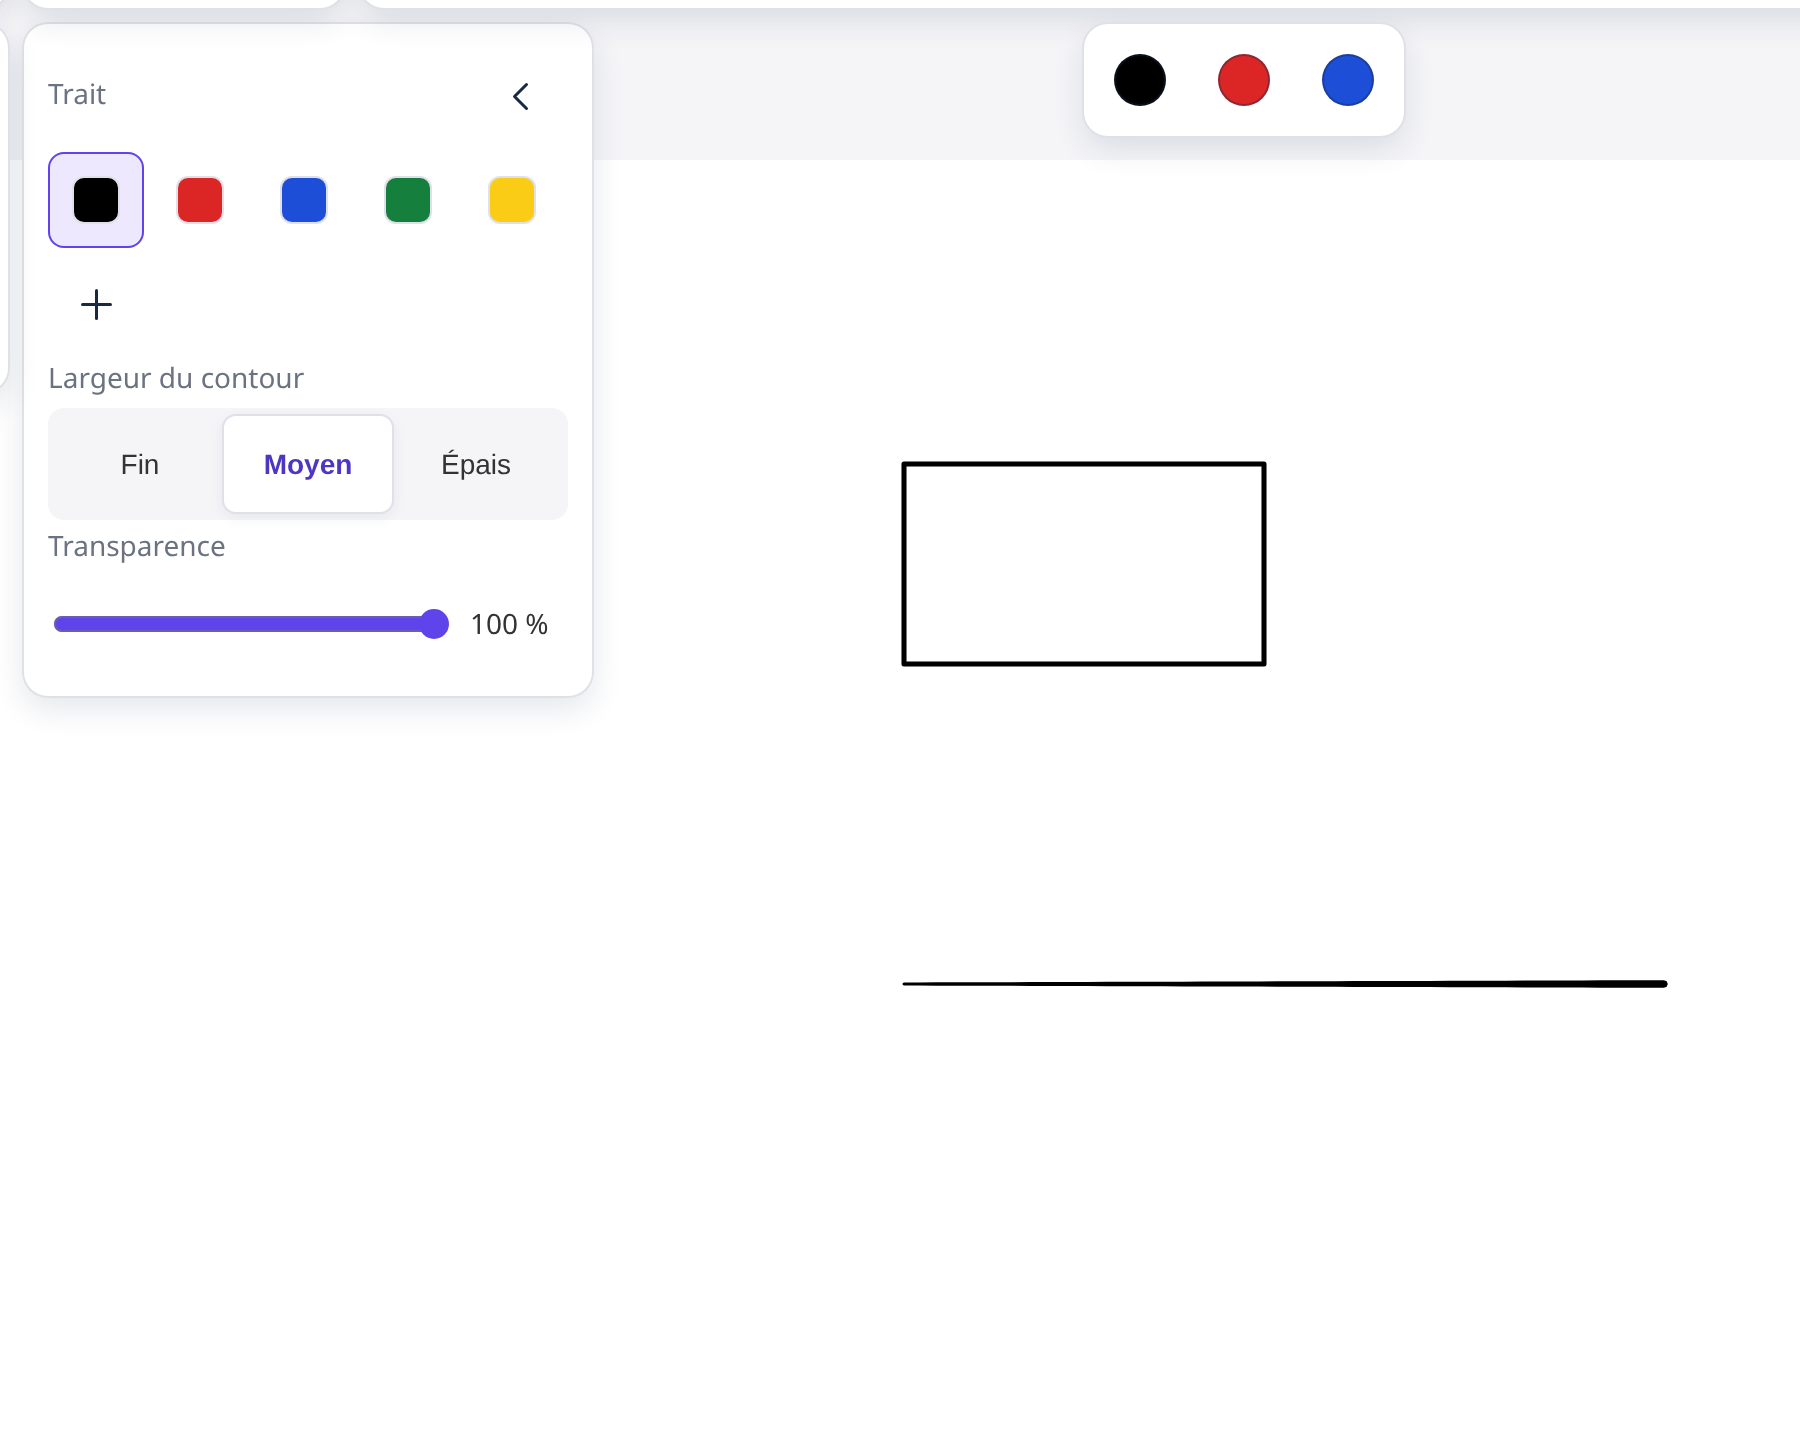 Trait
Largeur du contour
Fin Moyen Épais
Transparence
100 %